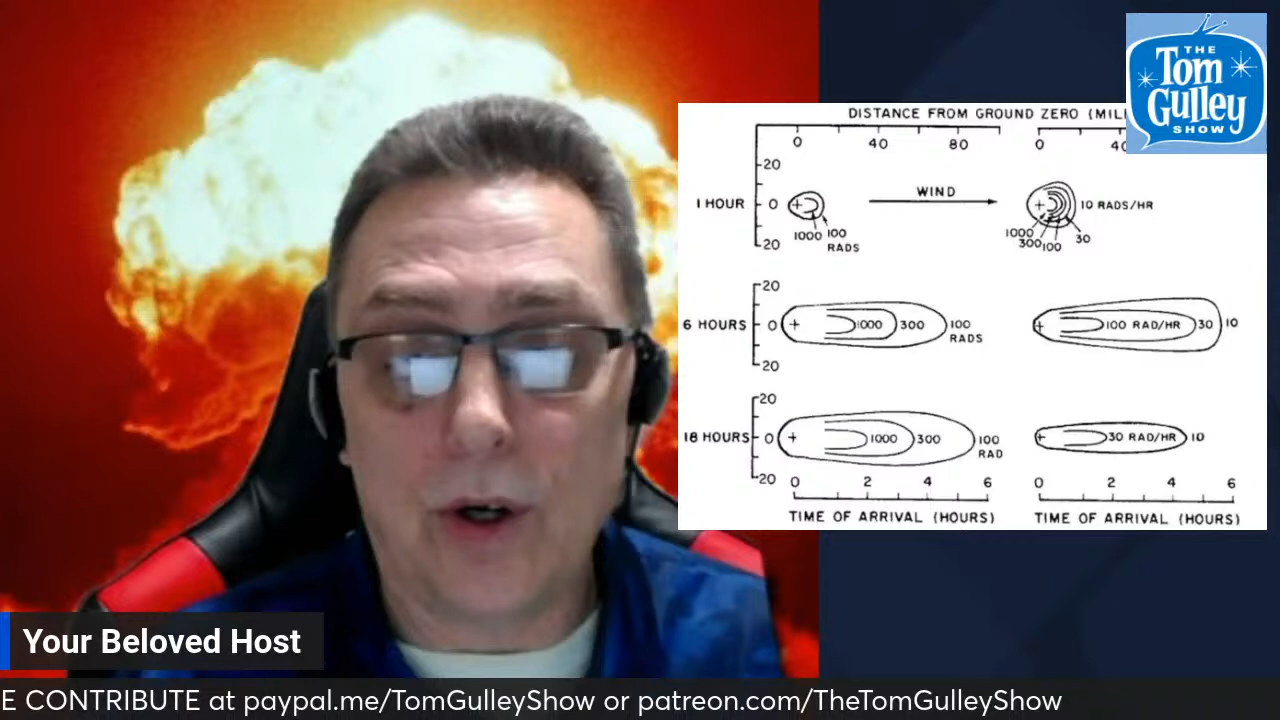 THE
Tom
Gulley
SHOW
DISTANCE FROM GROUND ZERO
0 40 80 0
1 HOUR
20
0
20
1000 100
RADS
WIND
10 RADS/HR
1000
300 100 30
6 HOURS
20
0
20
1000 300 100
RADS
100 RAD/HR 30 10
18 HOURS
20
0
20
1000 300 100
RAD
30 RAD/HR 10
0 2 4 6 0 2 4 6
TIME OF ARRIVAL (HOURS) TIME OF ARRIVAL (HOURS)
Your Beloved Host
E CONTRIBUTE at paypal.me/TomGulleyShow or patreon.com/TheTomGulleyShow